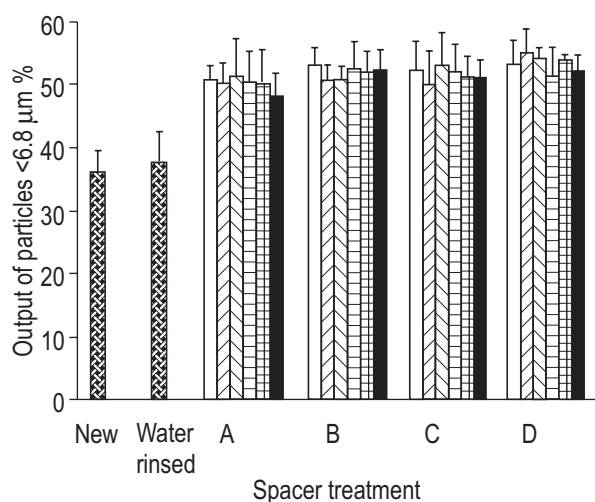 Output of particles <6.8 µm %
60
50
40
30
20
10
0
New
Water
rinsed
A
B
C
D
Spacer treatment